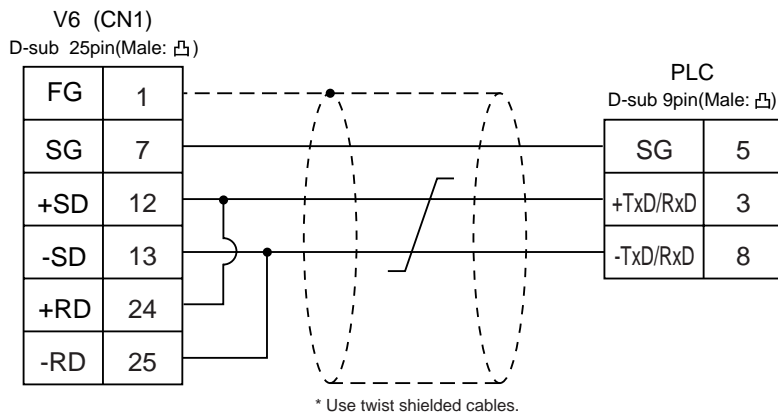 V6 (CN1)
D-sub 25pin(Male: 凸)
FG 1
SG 7
+SD 12
-SD 13
+RD 24
-RD 25
PLC
D-sub 9pin(Male: 凸)
SG 5
+TxD/RxD 3
-TxD/RxD 8
* Use twist shielded cables.